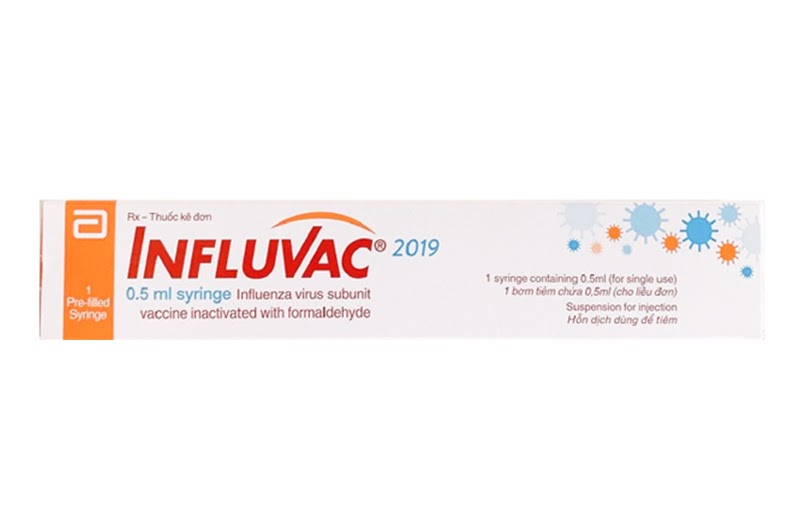 1
Pre-filled
Syringe
Rx – Thuốc kê đơn
INFLUVAC® 2019
0.5 ml syringe Influenza virus subunit
vaccine inactivated with formaldehyde
1 syringe containing 0.5ml (for single use)
1 bơm tiêm chứa 0,5ml (cho liều đơn)
Suspension for injection
Hỗn dịch dùng để tiêm